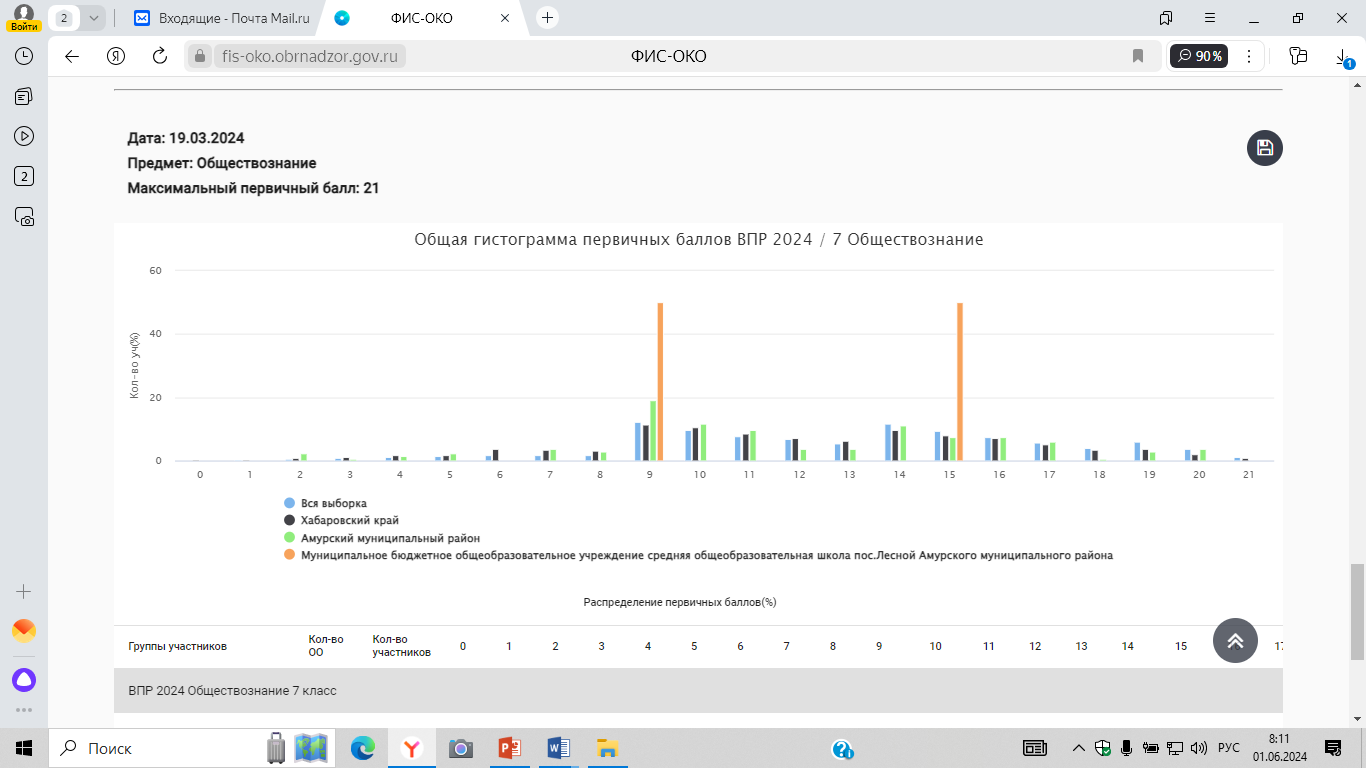 2
Входящие - Почта Mail.ru
ФИС-ОКО
Войти
fis-oko.obrnadzor.gov.ru
ФИС-ОКО
90%
1
2
Дата: 19.03.2024
Предмет: Обществознание
Максимальный первичный балл: 21
Общая гистограмма первичных баллов ВПР 2024 / 7 Обществознание
Кол-во уч(%)
60
40
20
0
0 1 2 3 4 5 6 7 8 9 10 11 12 13 14 15 16 17 18 19 20 21
Вся выборка
Хабаровский край
Амурский муниципальный район
Муниципальное бюджетное общеобразовательное учреждение средняя общеобразовательная школа пос.Лесной Амурского муниципального района
Распределение первичных баллов(%)
Группы участников Кол-во ОО Кол-во участников 0 1 2 3 4 5 6 7 8 9 10 11 12 13 14 15 17
ВПР 2024 Обществознание 7 класс
Поиск
РУС
8:11
01.06.2024